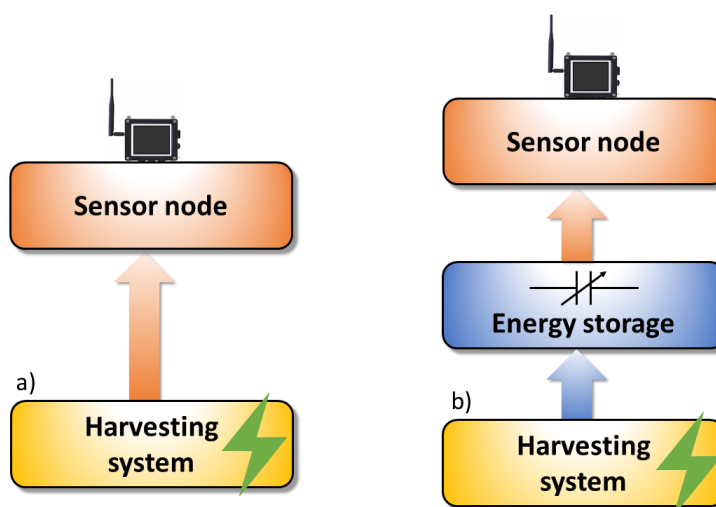 Sensor node
a)
Harvesting
system
Sensor node
Energy storage
b)
Harvesting
system